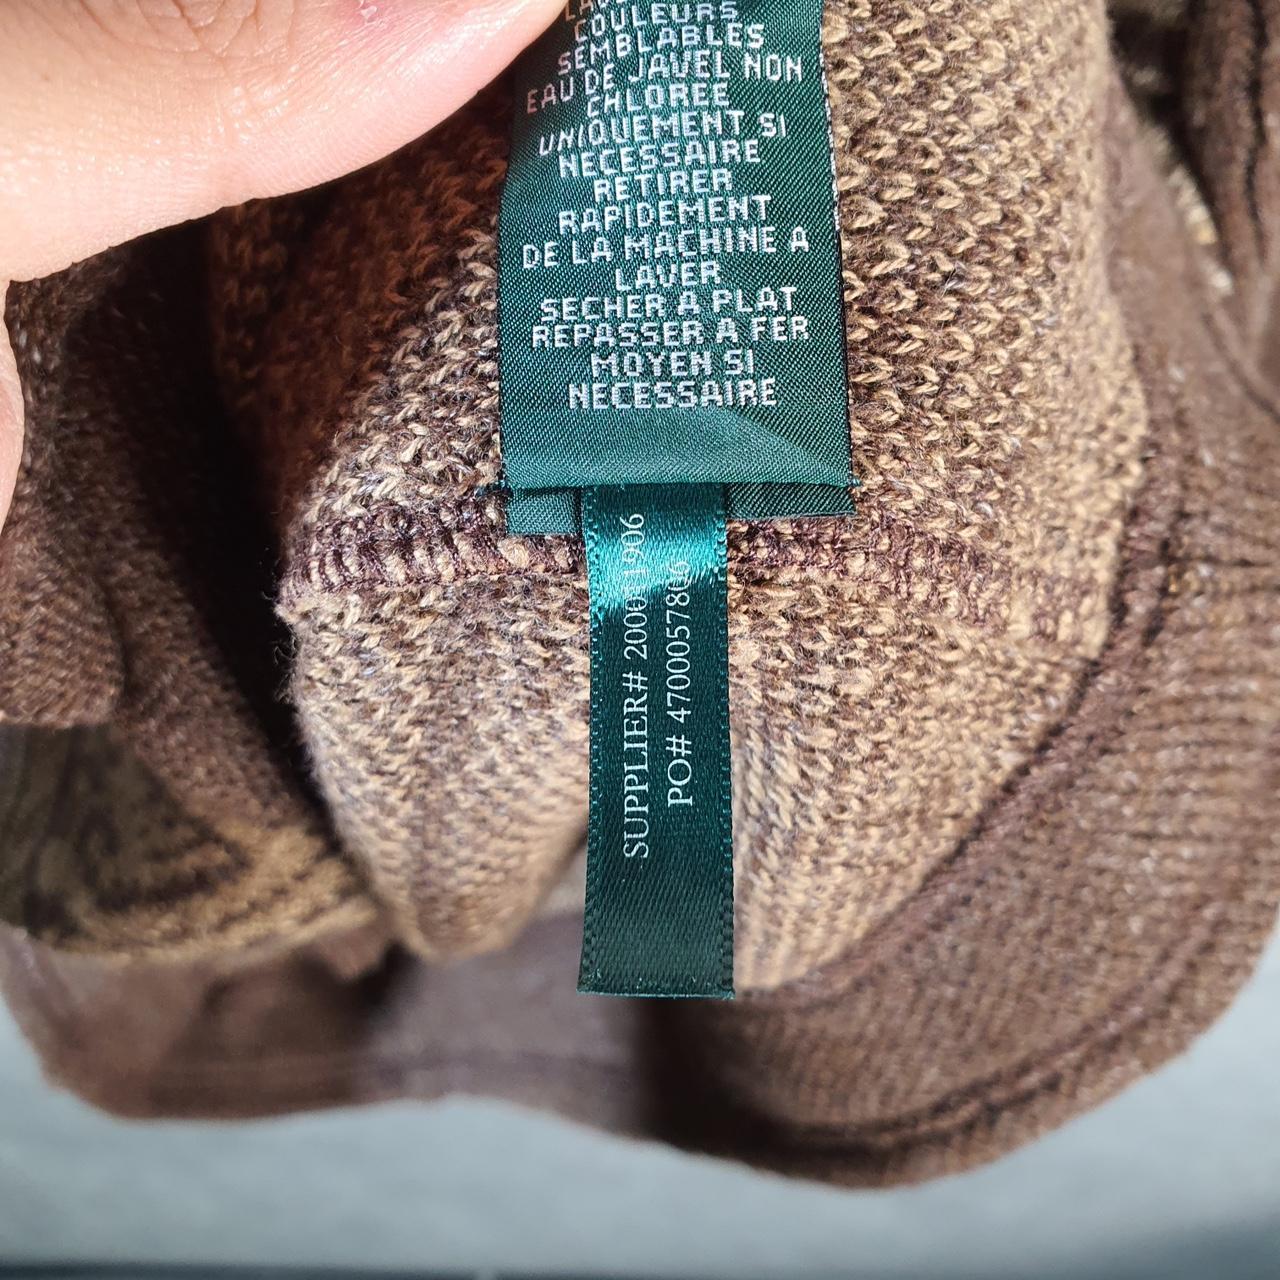 COULEURS
SEMBLABLES
EAU DE JAVEL NON
CHLOREE
UNIQUEMENT SI
NECESSAIRE
RETIRER
RAPIDEMENT
DE LA MACHINE A
LAVER
SECHER A PLAT
REPASSER A FER
MOYEN SI
NECESSAIRE
SUPPLIER#
PO# 4700057806